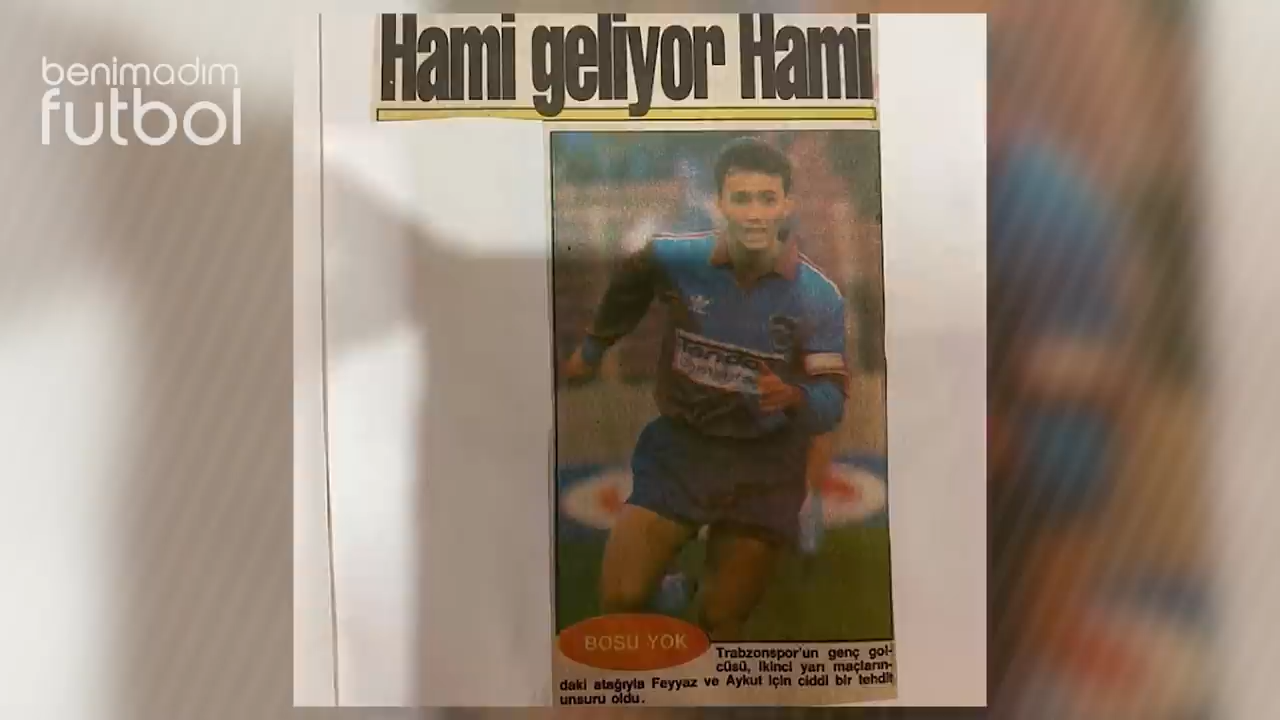 benimadım
futbol
Hami geliyor Hami
BOŞU YOK
Trabzonspor'un genç gol-
cüsü, ikinci yarı maçların-
daki atağıyla Feyyaz ve Aykut için ciddi bir tehdit
unsuru oldu.